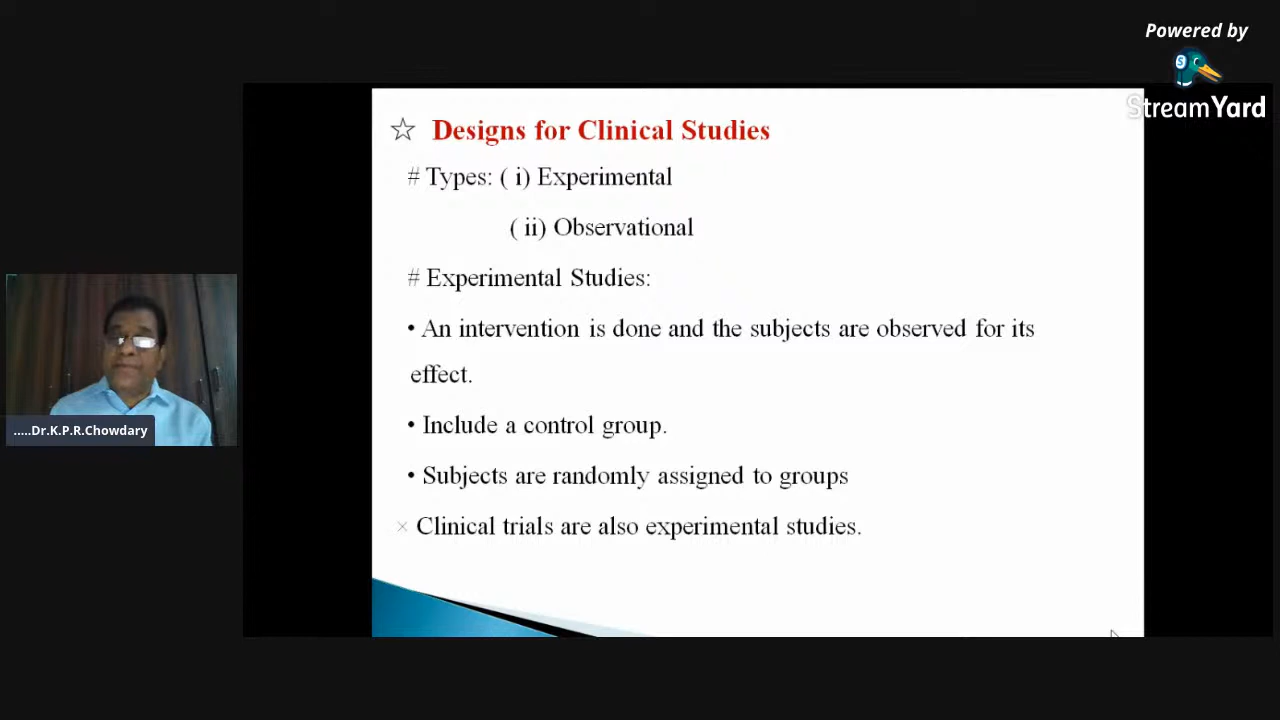 Powered by
StreamYard
☆ Designs for Clinical Studies
# Types: ( i) Experimental
( ii) Observational
# Experimental Studies:
• An intervention is done and the subjects are observed for its
effect.
• Include a control group.
• Subjects are randomly assigned to groups
× Clinical trials are also experimental studies.
.....Dr.K.P.R.Chowdary